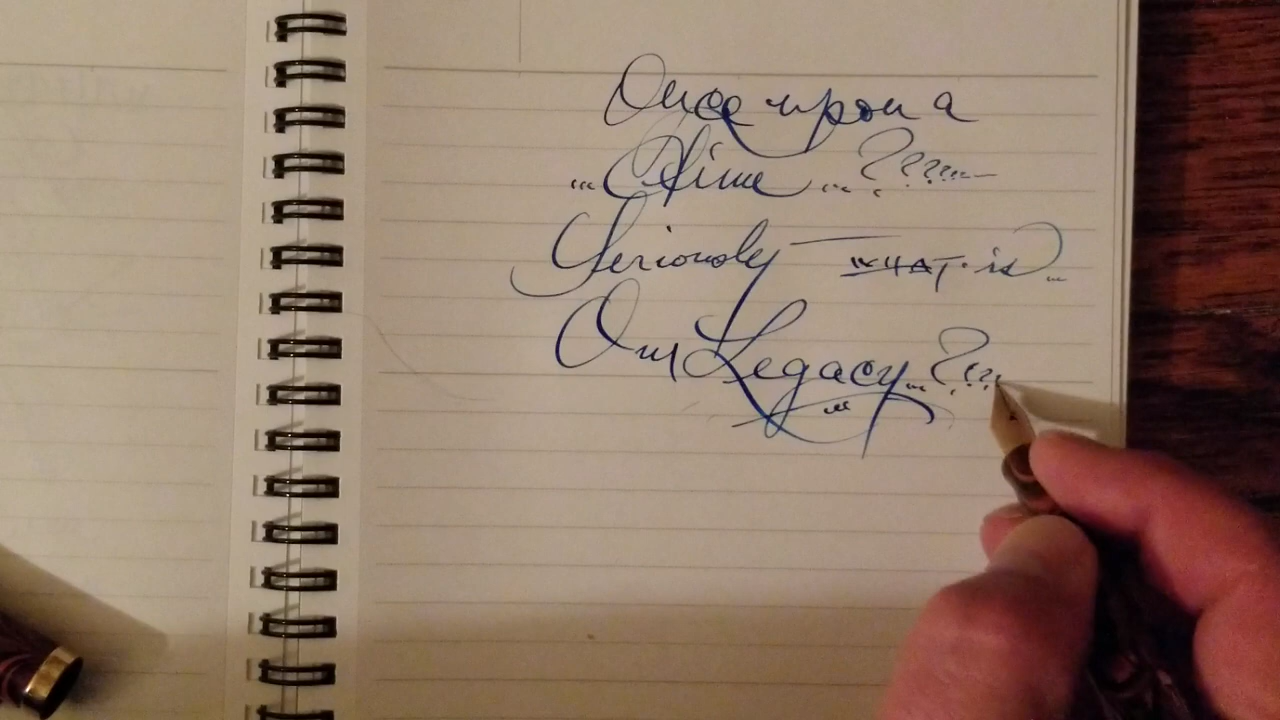 Once upon a
... Time ... ????...
Seriously — WHAT is ...
Our Legacy ... ???